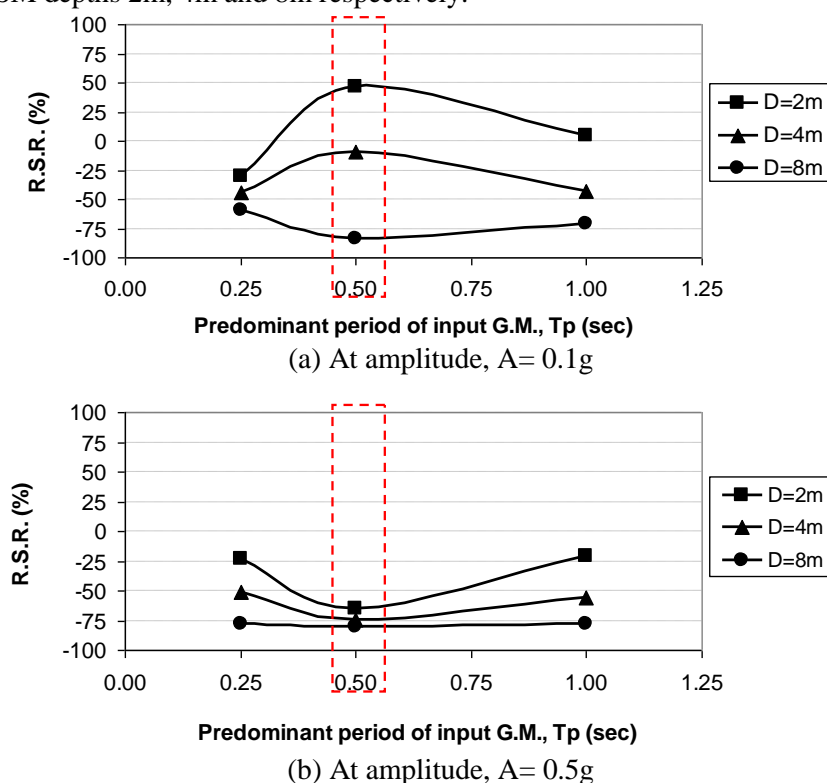 depths 2m, 4m and 8m respectively.
100
75
50
25
0
-25
-50
-75
-100
R.S.R. (%)
0.00 0.25 0.50 0.75 1.00 1.25
Predominant period of input G.M., Tp (sec)
D=2m
D=4m
D=8m
(a) At amplitude, A= 0.1g
100
75
50
25
0
-25
-50
-75
-100
R.S.R. (%)
0.00 0.25 0.50 0.75 1.00 1.25
Predominant period of input G.M., Tp (sec)
D=2m
D=4m
D=8m
(b) At amplitude, A= 0.5g